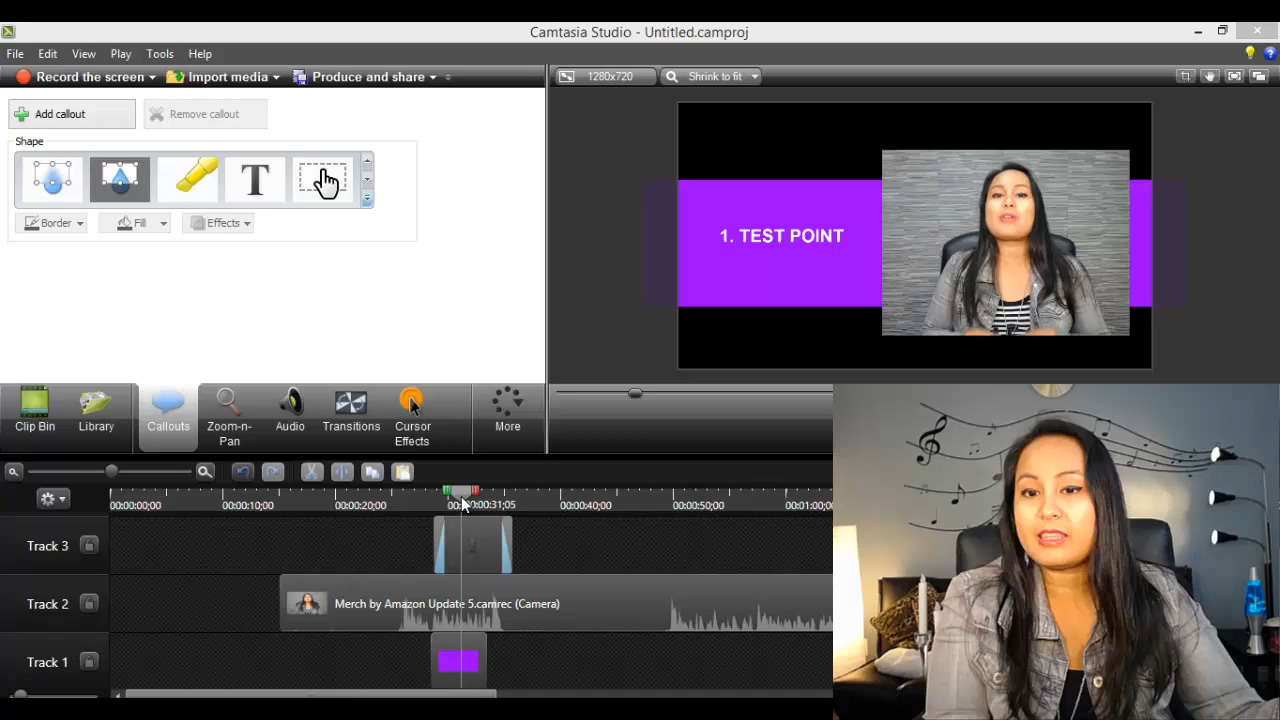 Camtasia Studio - Untitled.camproj
File Edit View Play Tools Help
Record the screen Import media Produce and share
1280x720 Shrink to fit
Add callout Remove callout
Shape
T
Border Fill Effects
1. TEST POINT
Clip Bin Library Callouts Zoom-n-Pan Audio Transitions Cursor Effects More
00:00:00;00 00:00:10;00 00:00:20;00 00:00:31;05 00:00:40;00 00:00:50;00 00:01:00;00
Track 3
Track 2 Merch by Amazon Update 5.camrec (Camera)
Track 1